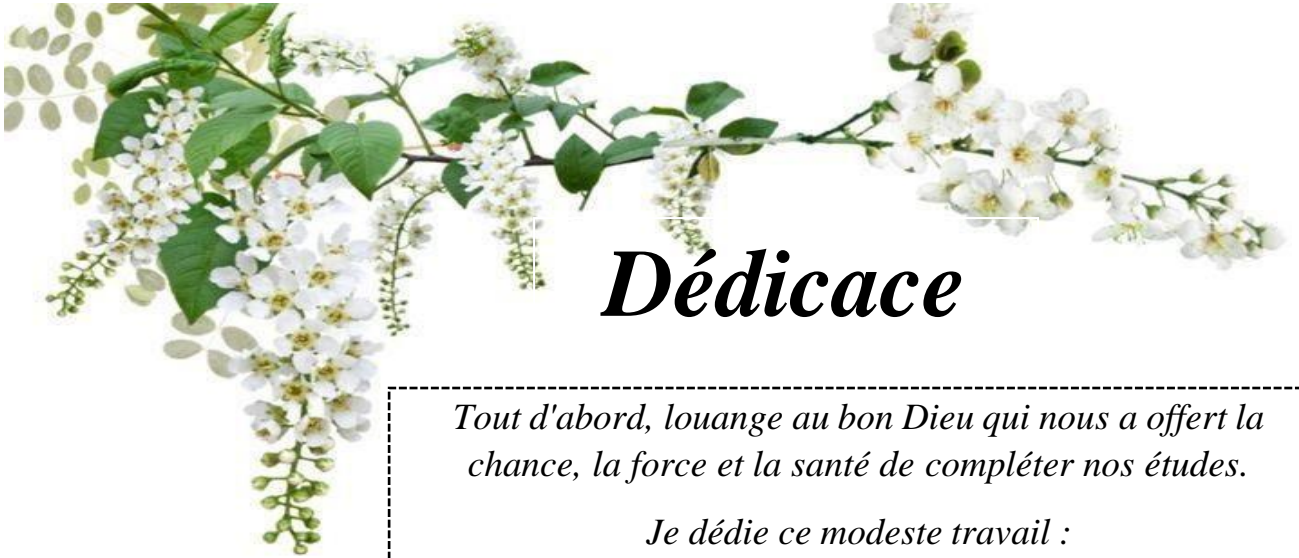 Dédicace
Tout d'abord, louange au bon Dieu qui nous a offert la
chance, la force et la santé de compléter nos études.
Je dédie ce modeste travail :